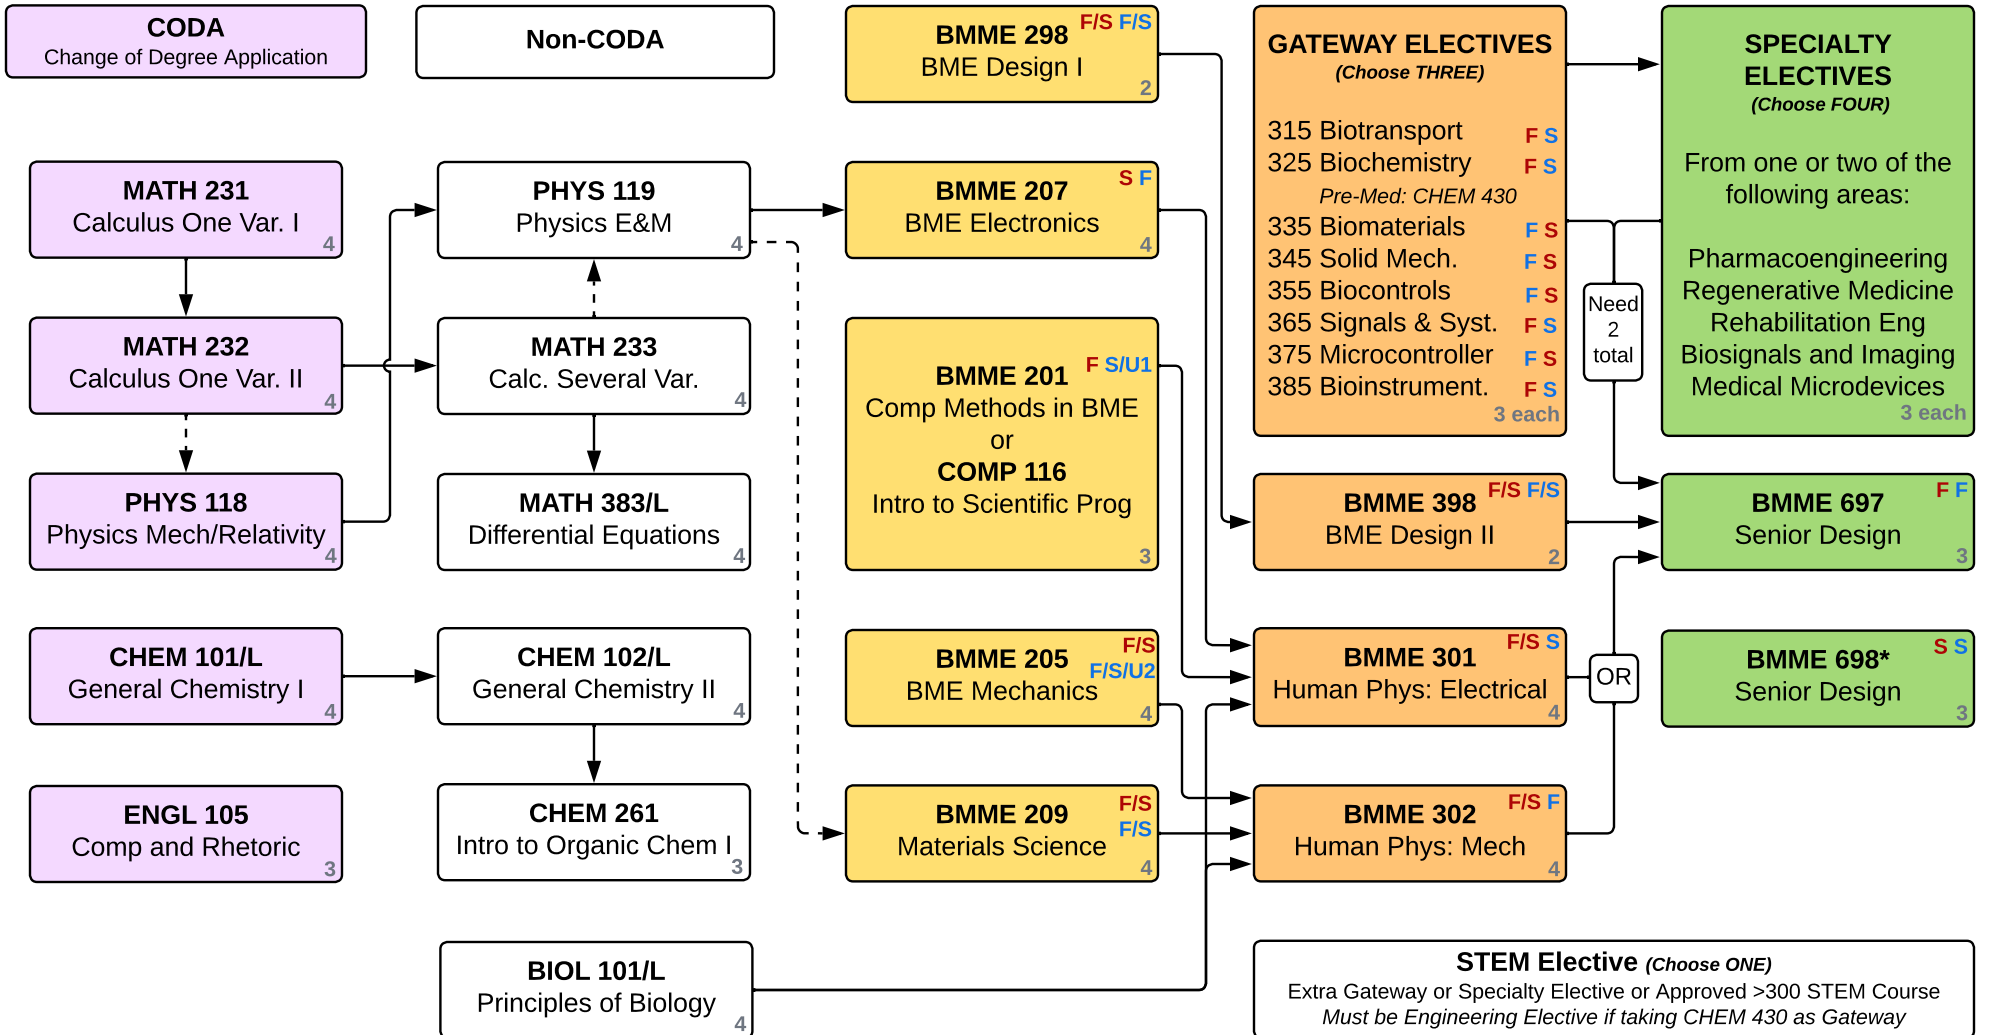 CODA
Change of Degree Application
Non-CODA
MATH 231
Calculus One Var. I
4
MATH 232
Calculus One Var. II
4
PHYS 118
Physics Mech/Relativity
4
CHEM 101/L
General Chemistry I
4
ENGL 105
Comp and Rhetoric
3
PHYS 119
Physics E&M
4
MATH 233
Calc. Several Var.
4
MATH 383/L
Differential Equations
4
CHEM 102/L
General Chemistry II
4
CHEM 261
Intro to Organic Chem I
3
BIOL 101/L
Principles of Biology
4
BMME 298 F/S F/S
BME Design I
2
BMME 207 S F
BME Electronics
4
BMME 201 F S/U1
Comp Methods in BME
or
COMP 116
Intro to Scientific Prog
3
F/S
BMME 205 F/S/U2
BME Mechanics
4
F/S
BMME 209 F/S
Materials Science
4
GATEWAY ELECTIVES
(Choose THREE)
315 Biotransport F S
325 Biochemistry F S
Pre-Med: CHEM 430
335 Biomaterials F S
345 Solid Mech. F S
355 Biocontrols F S
365 Signals & Syst. F S
375 Microcontroller F S
385 Bioinstrument. F S
3 each
BMME 398 F/S F/S
BME Design II
2
BMME 301 F/S S
Human Phys: Electrical
4
BMME 302 F/S F
Human Phys: Mech
4
Need
2
total
OR
SPECIALTY
ELECTIVES
(Choose FOUR)
From one or two of the
following areas:
Pharmacoengineering
Regenerative Medicine
Rehabilitation Eng
Biosignals and Imaging
Medical Microdevices
3 each
BMME 697 F F
Senior Design
3
BMME 698* S S
Senior Design
3
STEM Elective (Choose ONE)
Extra Gateway or Specialty Elective or Approved >300 STEM Course
Must be Engineering Elective if taking CHEM 430 as Gateway